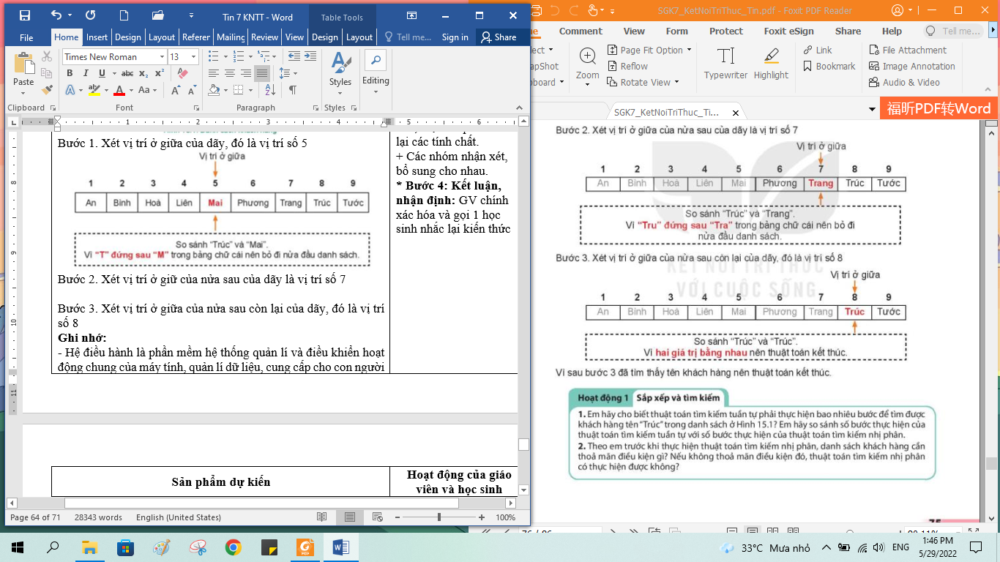 Tin 7 KNTT - Word
Table Tools
File
Home
Insert
Design
Layout
Referer
Mailing
Review
View
Design
Layout
Tell me...
Sign in
Share
Paste
Times New Roman
13
Styles
Editing
Clipboard
Font
Paragraph
Styles
Bước 1. Xét vị trí ở giữa của dãy, đó là vị trí số 5
Vị trí ở giữa
1 2 3 4 5 6 7 8 9
An Bình Hoà Liên Mai Phương Trang Trúc Tước
So sánh “Trúc” và “Mai”.
Vì “T” đứng sau “M” trong bảng chữ cái nên bỏ đi nửa đầu danh sách.
Bước 2. Xét vị trí ở giữ của nửa sau của dãy là vị trí số 7
Bước 3. Xét vị trí ở giữa của nửa sau còn lại của dãy, đó là vị trí
số 8
Ghi nhớ:
- Hệ điều hành là phần mềm hệ thống quản lí và điều khiển hoạt
động chung của máy tính, quản lí dữ liệu, cung cấp cho con người
lại các tính chất.
+ Các nhóm nhận xét,
bổ sung cho nhau.
* Bước 4: Kết luận,
nhận định: GV chính
xác hóa và gọi 1 học
sinh nhắc lại kiến thức
Sản phẩm dự kiến
Hoạt động của giáo
viên và học sinh
Page 64 of 71
28343 words
English (United States)
100%
SGK7_KetNoiTriThuc_Tin.pdf - Foxit PDF Reader
Comment
View
Form
Protect
Foxit eSign
Share
Help
Tell me...
Zoom
Page Fit Option
Reflow
Rotate View
Typewriter
Highlight
Link
Bookmark
File Attachment
Image Annotation
Audio & Video
SGK7_KetNoiTriThuc_Ti...
福昕PDF转Word
Bước 2. Xét vị trí ở giữa của nửa sau của dãy là vị trí số 7
Vị trí ở giữa
1 2 3 4 5 6 7 8 9
An Bình Hoà Liên Mai Phương Trang Trúc Tước
So sánh “Trúc” và “Trang”.
Vì “Tru” đứng sau “Tra” trong bảng chữ cái nên bỏ đi
nửa đầu danh sách.
Bước 3. Xét vị trí ở giữa của nửa sau còn lại của dãy, đó là vị trí số 8
KẾT NỐI TRI THỨC
VỚI CUỘC SỐNG
Vị trí ở giữa
1 2 3 4 5 6 7 8 9
An Bình Hoà Liên Mai Phương Trang Trúc Tước
So sánh “Trúc” và “Trúc”.
Vì hai giá trị bằng nhau nên thuật toán kết thúc.
Vì sau bước 3 đã tìm thấy tên khách hàng nên thuật toán kết thúc.
Hoạt động 1 Sắp xếp và tìm kiếm
1. Em hãy cho biết thuật toán tìm kiếm tuần tự phải thực hiện bao nhiêu bước để tìm được
khách hàng tên “Trúc” trong danh sách ở Hình 15.1? Em hãy so sánh số bước thực hiện của
thuật toán tìm kiếm tuần tự với số bước thực hiện của thuật toán tìm kiếm nhị phân.
2. Theo em trước khi thực hiện thuật toán tìm kiếm nhị phân, danh sách khách hàng cần
thoả mãn điều kiện gì? Nếu không thoả mãn điều kiện đó, thuật toán tìm kiếm nhị phân
có thực hiện được không?
33°C Mưa nhỏ
ENG
1:46 PM
5/29/2022